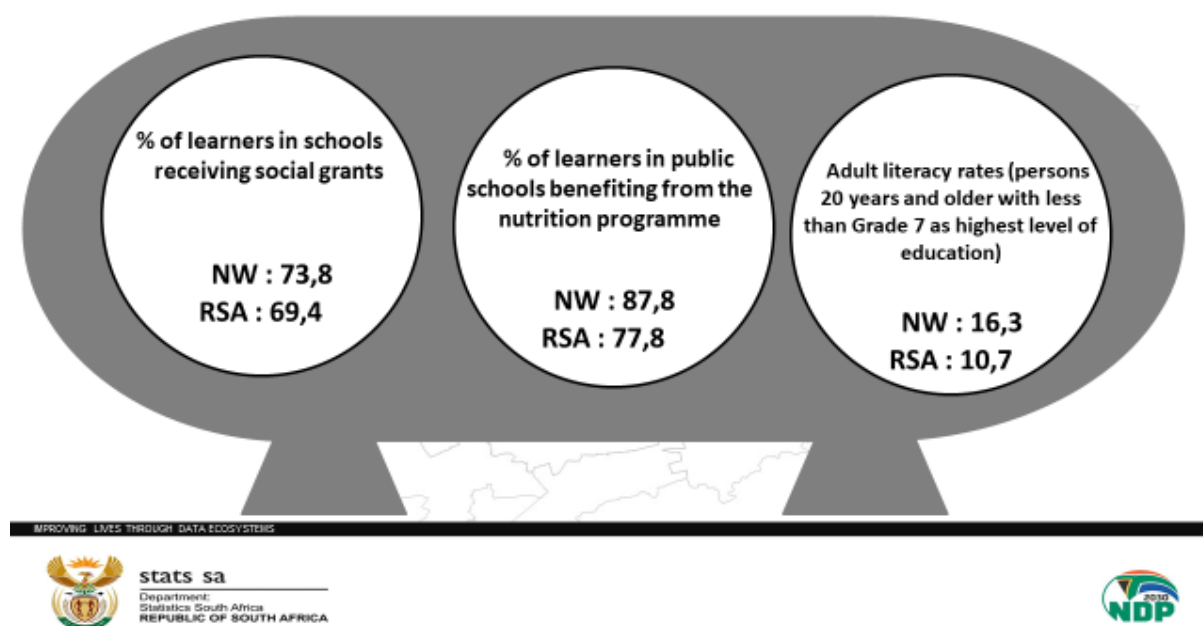 % of learners in schools
receiving social grants
NW : 73,8
RSA : 69,4
% of learners in public
schools benefiting from the
nutrition programme
NW : 87,8
RSA : 77,8
Adult literacy rates (persons
20 years and older with less
than Grade 7 as highest level of
education)
NW : 16,3
RSA : 10,7
IMPROVING LIVES THROUGH DATA ECOSYSTEMS
stats sa
Department:
Statistics South Africa
REPUBLIC OF SOUTH AFRICA
2030
NDP